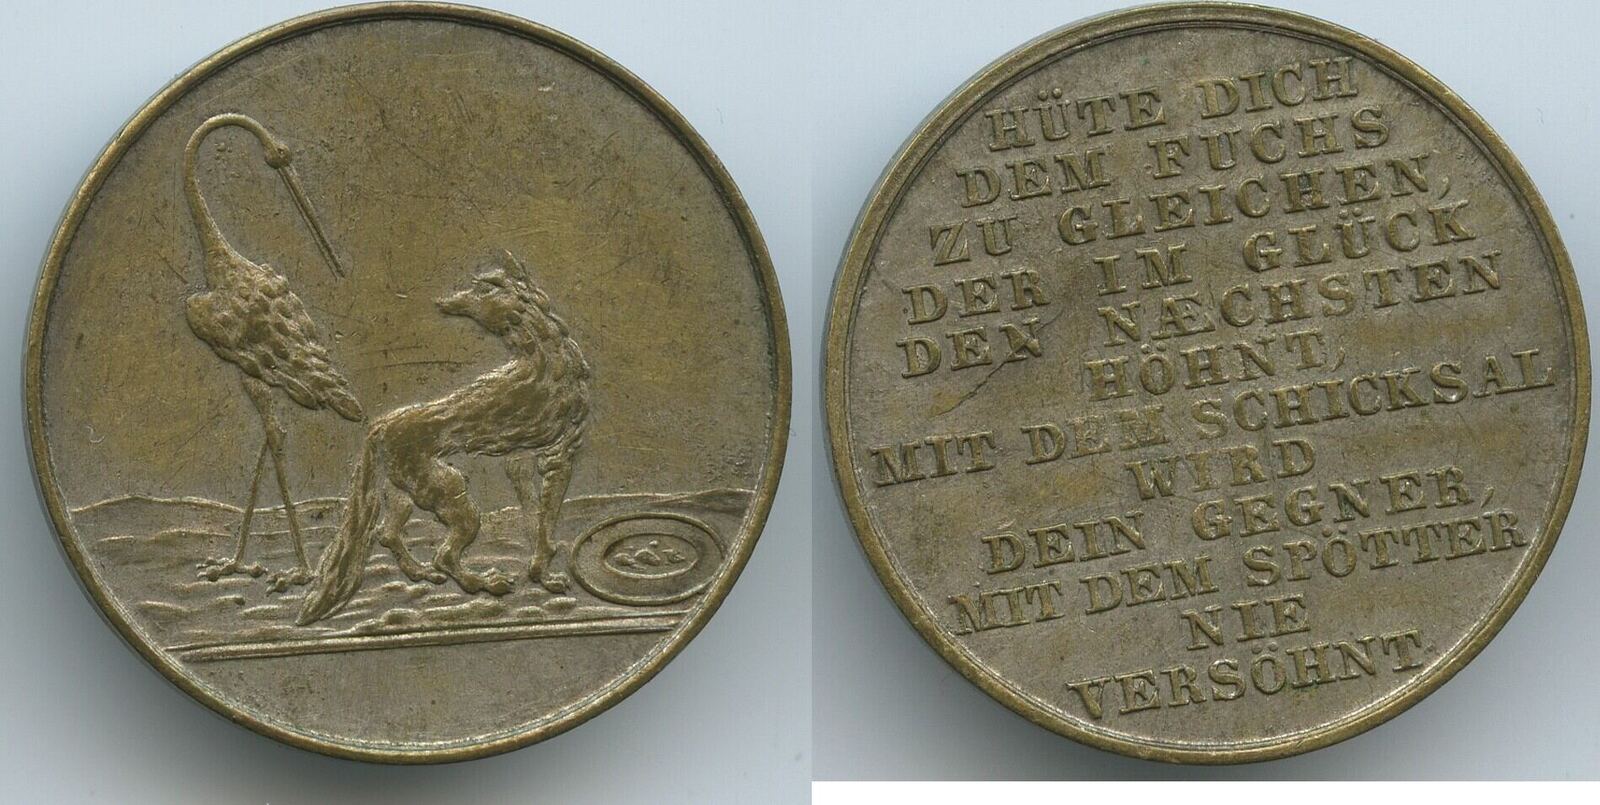 HÜTE DICH
DEM FUCHS
ZU GLEICHEN,
DER IM GLÜCK
DEN NÆCHSTEN
HÖHNT,
MIT DEM SCHICKSAL
WIRD
DEIN GEGNER,
MIT DEM SPÖTTER
NIE
VERSÖHNT.